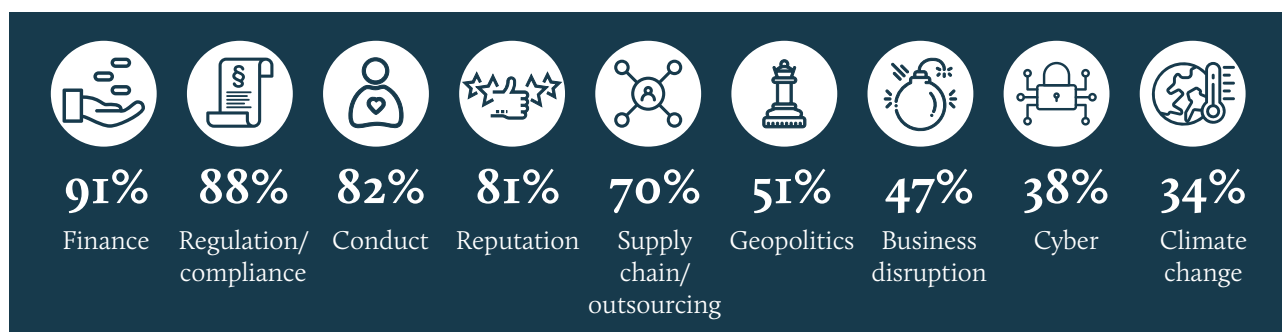 §
91%
Finance
88%
Regulation/
compliance
82%
Conduct
81%
Reputation
70%
Supply
chain/
outsourcing
51%
Geopolitics
47%
Business
disruption
38%
Cyber
34%
Climate
change